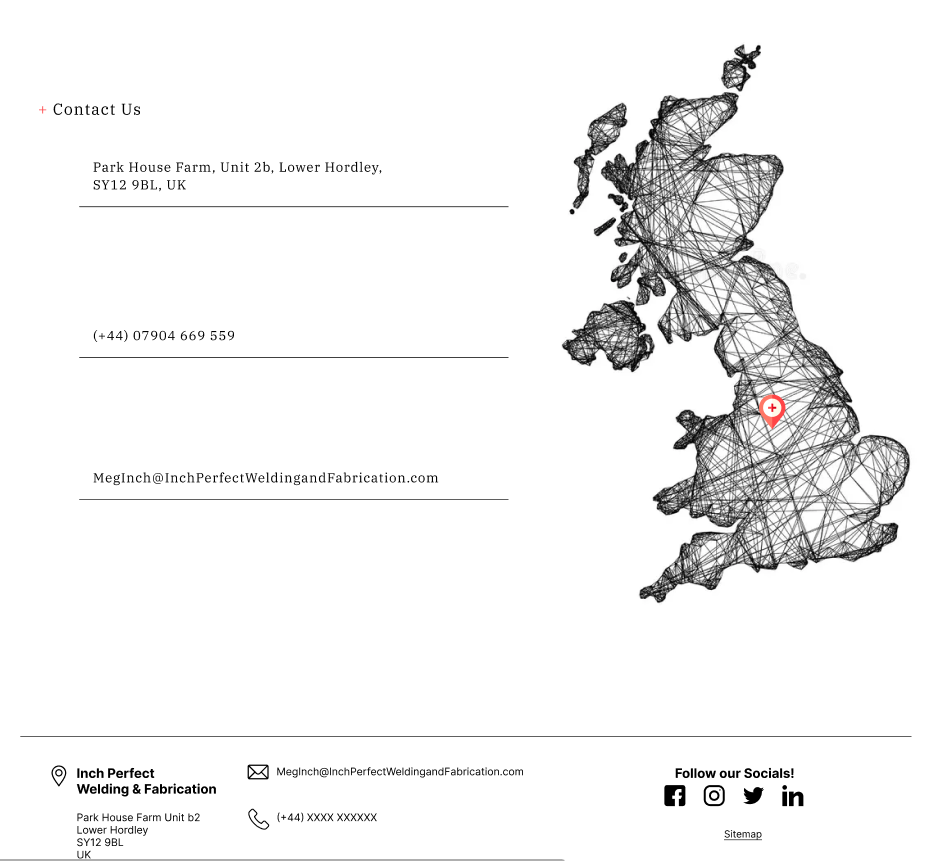 + Contact Us
Park House Farm, Unit 2b, Lower Hordley,
SY12 9BL, UK
(+44) 07904 669 559
MegInch@InchPerfectWeldingandFabrication.com
Inch Perfect
Welding & Fabrication
Park House Farm Unit b2
Lower Hordley
SY12 9BL
UK
MegInch@InchPerfectWeldingandFabrication.com
(+44) XXXX XXXXXX
Follow our Socials!
Sitemap